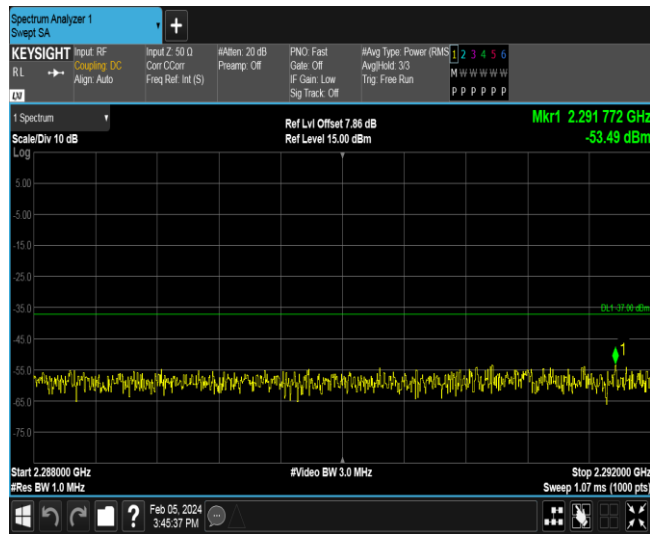 Spectrum Analyzer 1
Swept SA
+
KEYSIGHT
RL
LXI
Input: RF
Coupling: DC
Align: Auto
Input Z: 50 Ω
Corr CCorr
Freq Ref: Int (S)
#Atten: 20 dB
Preamp: Off
PNO: Fast
Gate: Off
IF Gain: Low
Sig Track: Off
#Avg Type: Power (RMS
Avg|Hold: 3/3
Trig: Free Run
1 2 3 4 5 6
M W W W W W
P P P P P P
1 Spectrum
Scale/Div 10 dB
Log
Ref Lvl Offset 7.86 dB
Ref Level 15.00 dBm
Mkr1 2.291 772 GHz
-53.49 dBm
5.00
-5.00
-15.0
-25.0
-35.0
DL1 -37.00 dBm
-45.0
1
-55.0
-65.0
-75.0
Start 2.288000 GHz
#Video BW 3.0 MHz
Stop 2.292000 GHz
#Res BW 1.0 MHz
Sweep 1.07 ms (1000 pts)
?
Feb 05, 2024
3:45:37 PM